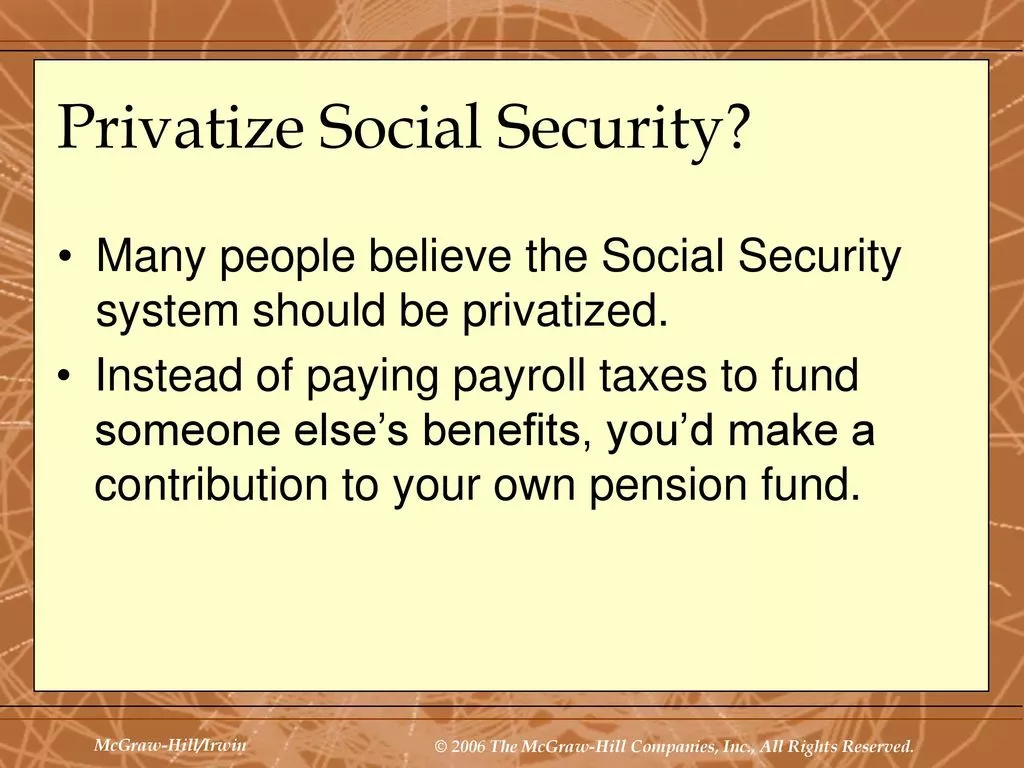 Privatize Social Security?
• Many people believe the Social Security
system should be privatized.
• Instead of paying payroll taxes to fund
someone else’s benefits, you’d make a
contribution to your own pension fund.
McGraw-Hill/Irwin
© 2006 The McGraw-Hill Companies, Inc., All Rights Reserved.